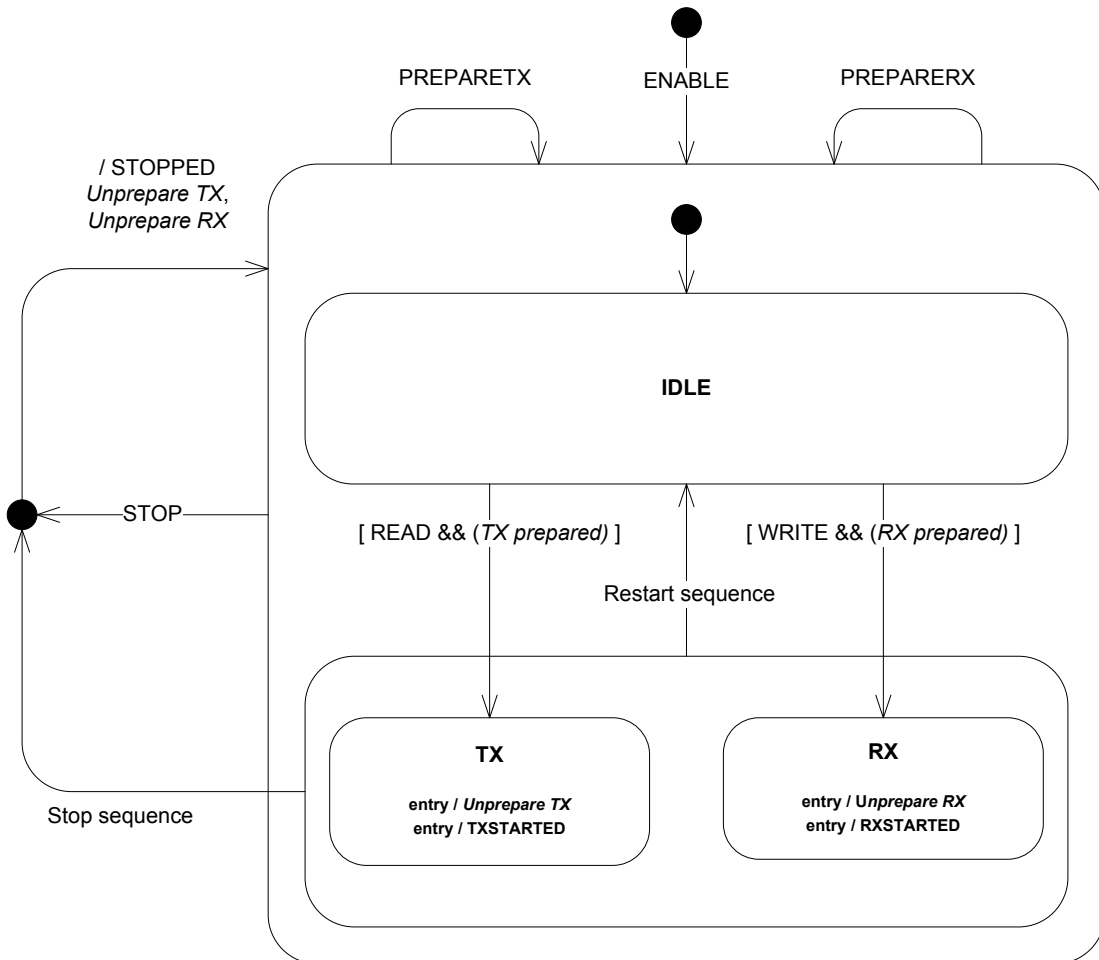 PREPARETX
ENABLE
PREPARERX
/ STOPPED
Unprepare TX,
Unprepare RX
IDLE
STOP
[ READ && (TX prepared) ]
[ WRITE && (RX prepared) ]
Restart sequence
TX
entry / Unprepare TX
entry / TXSTARTED
RX
entry / Unprepare RX
entry / RXSTARTED
Stop sequence